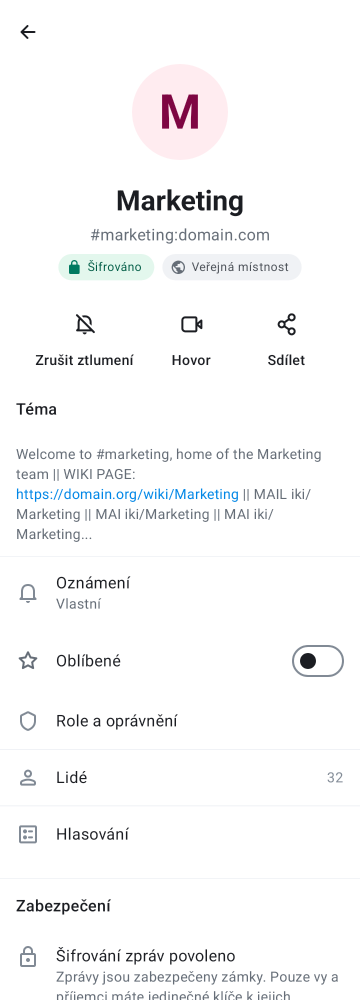 M
Marketing
#marketing:domain.com
Šifrováno
Veřejná místnost
Zrušit ztlumení
Hovor
Sdílet
Téma
Welcome to #marketing, home of the Marketing
team || WIKI PAGE:
https://domain.org/wiki/Marketing || MAIL iki/
Marketing || MAI iki/Marketing || MAI iki/
Marketing...
Oznámení
Vlastní
Oblíbené
Role a oprávnění
Lidé 32
Hlasování
Zabezpečení
Šifrování zpráv povoleno
Zprávy jsou zabezpečeny zámky. Pouze vy a
příjemci máte jedinečné klíče k jejich